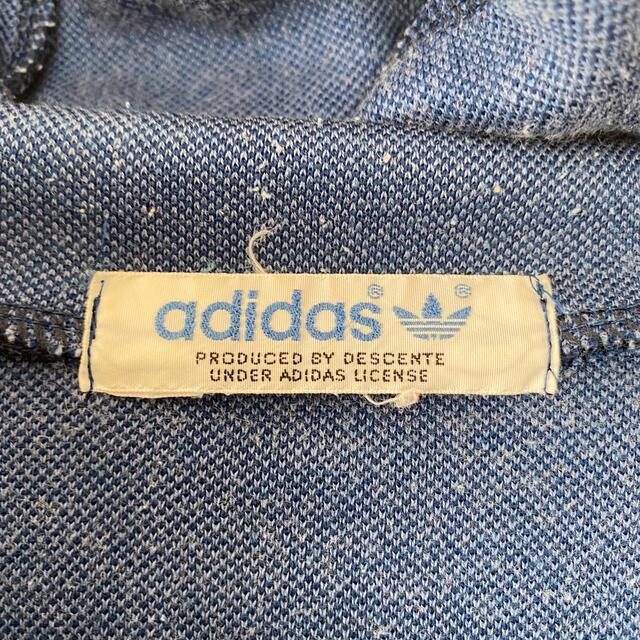 adidas® ®
PRODUCED BY DESCENTE
UNDER ADIDAS LICENSE